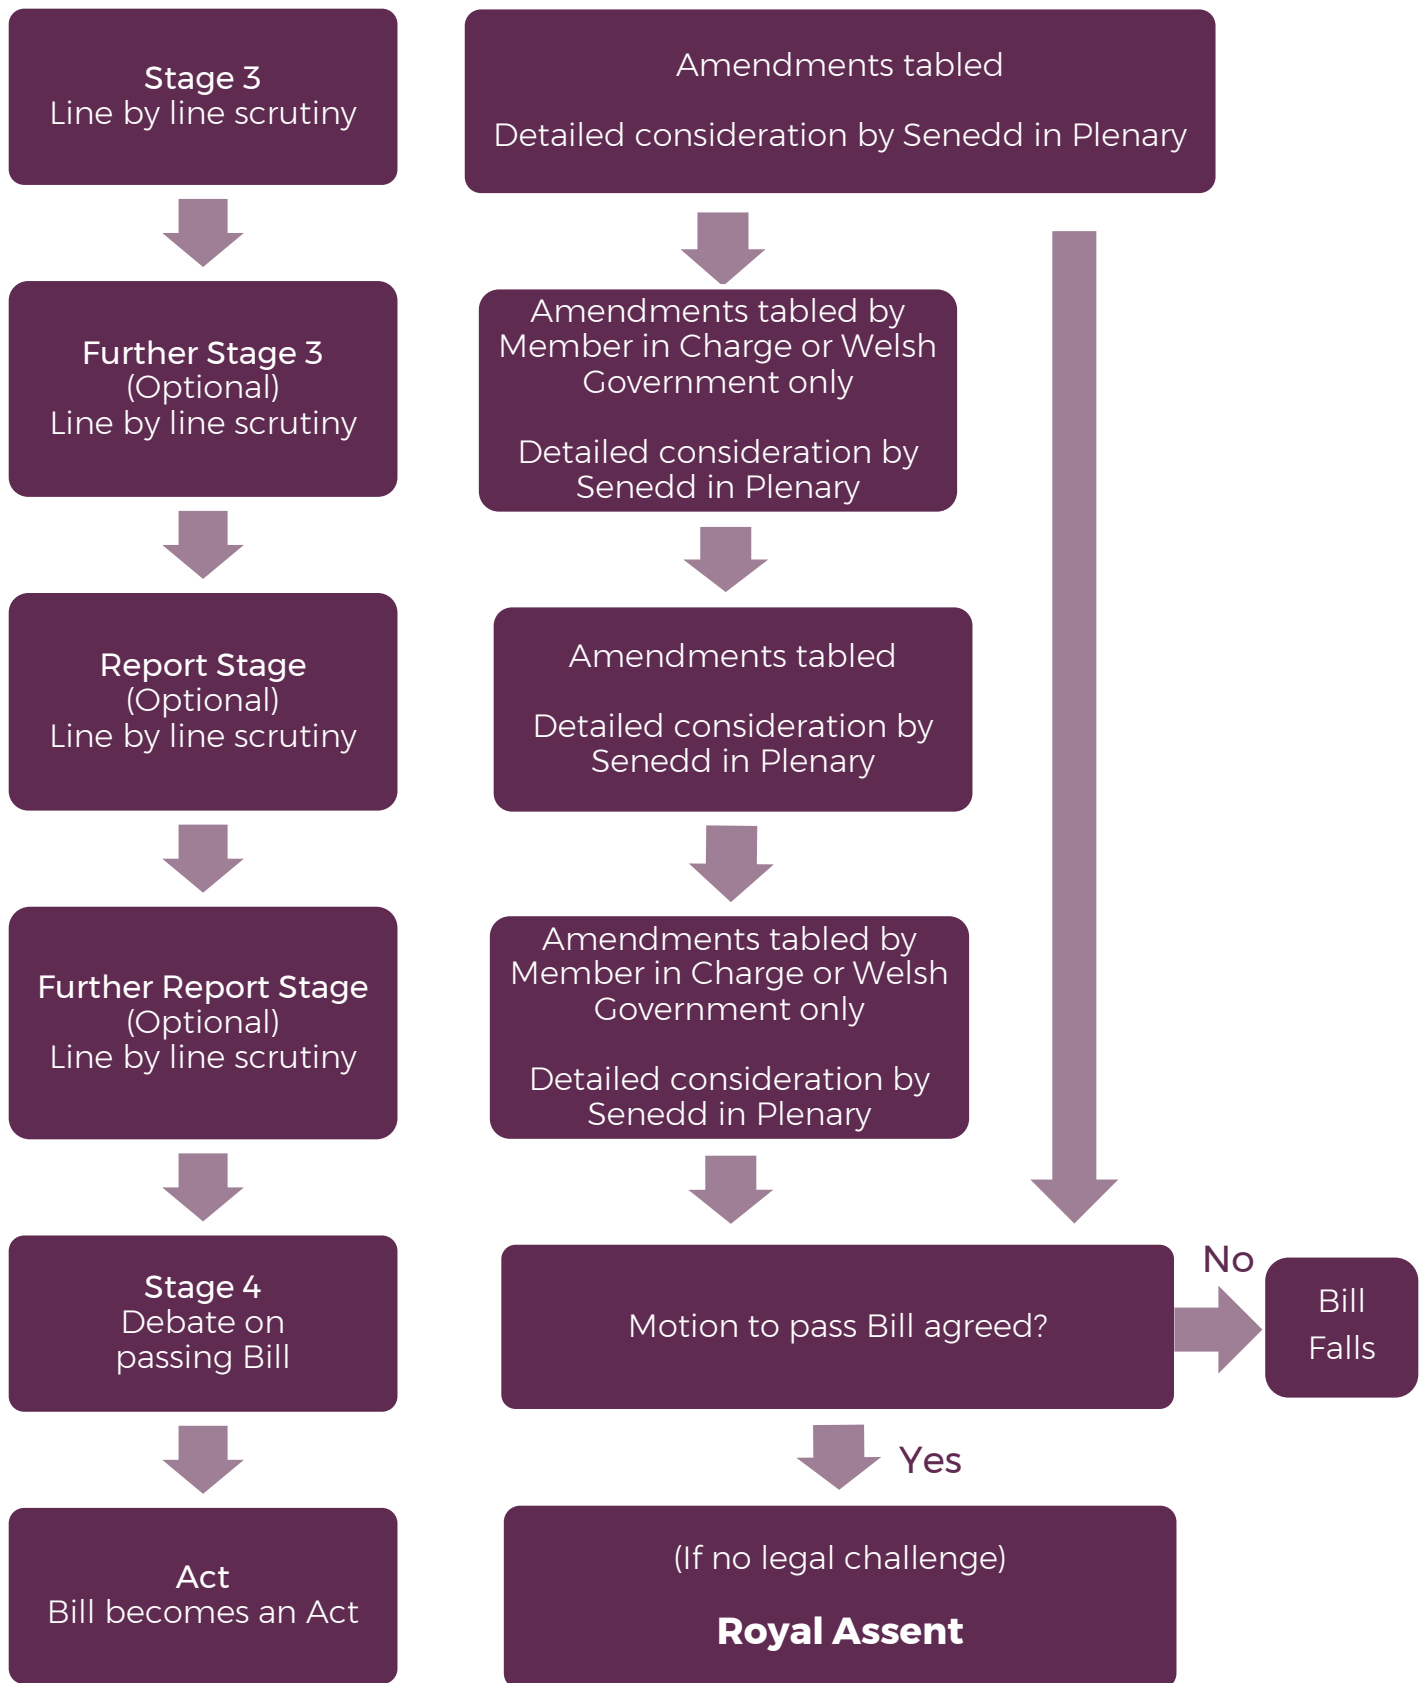 Stage 3
Line by line scrutiny
Amendments tabled
Detailed consideration by Senedd in Plenary
Further Stage 3
(Optional)
Line by line scrutiny
Amendments tabled by
Member in Charge or Welsh
Government only
Detailed consideration by
Senedd in Plenary
Report Stage
(Optional)
Line by line scrutiny
Amendments tabled
Detailed consideration by
Senedd in Plenary
Further Report Stage
(Optional)
Line by line scrutiny
Amendments tabled by
Member in Charge or Welsh
Government only
Detailed consideration by
Senedd in Plenary
Stage 4
Debate on
passing Bill
Motion to pass Bill agreed?
No
Bill
Falls
Yes
Act
Bill becomes an Act
(If no legal challenge)
Royal Assent